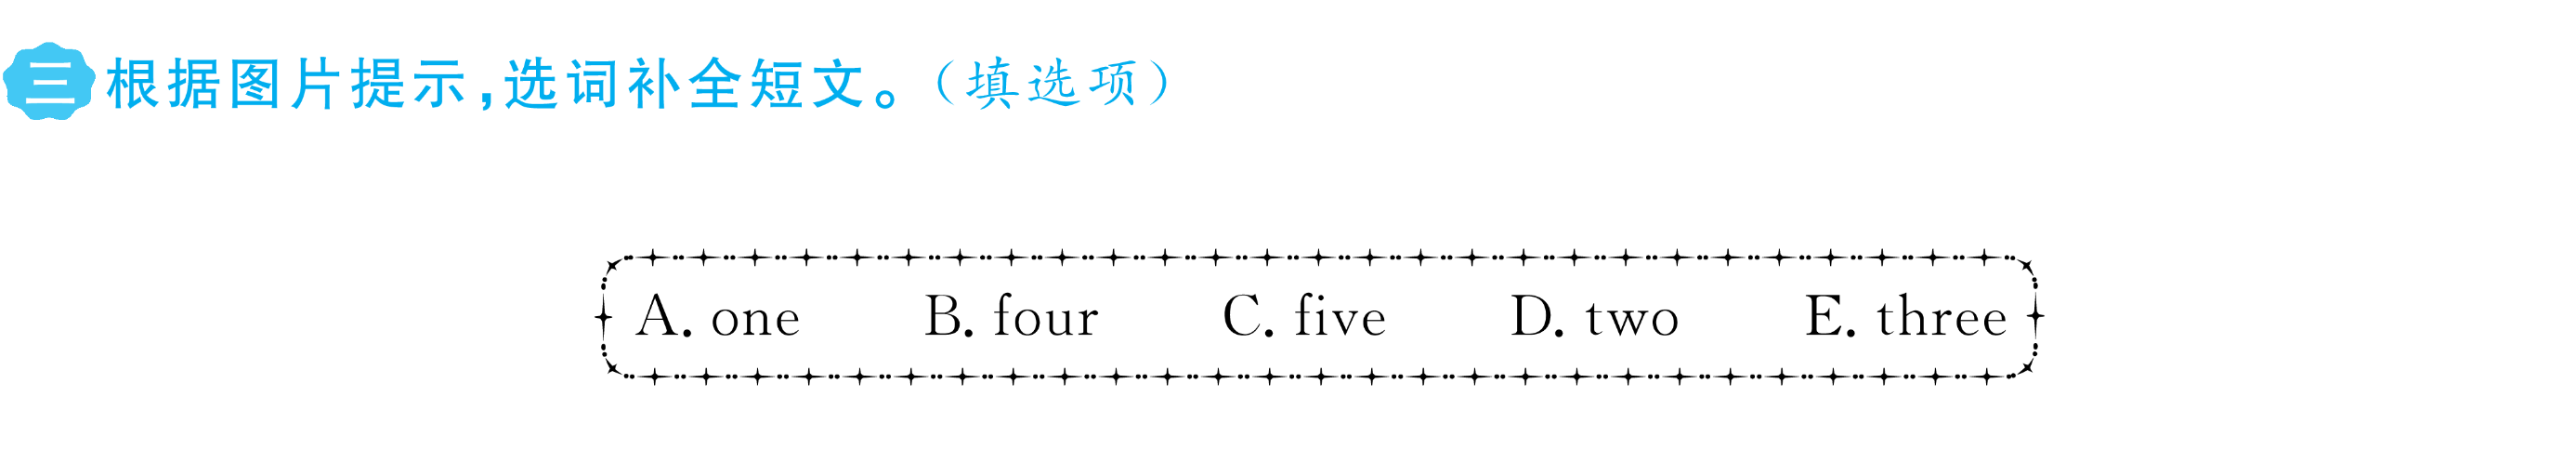 三 根据图片提示,选词补全短文。(填选项)
A. one B. four C. five D. two E. three